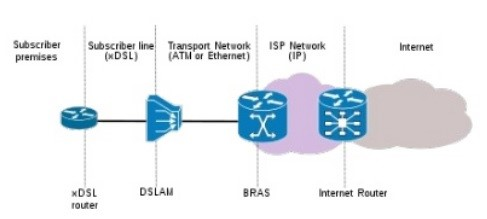 Subscriber
premises
Subscriber line
(xDSL)
Transport Network
(ATM or Ethernet)
ISP Network
(IP)
Internet
xDSL
router
DSLAM
BRAS
Internet Router